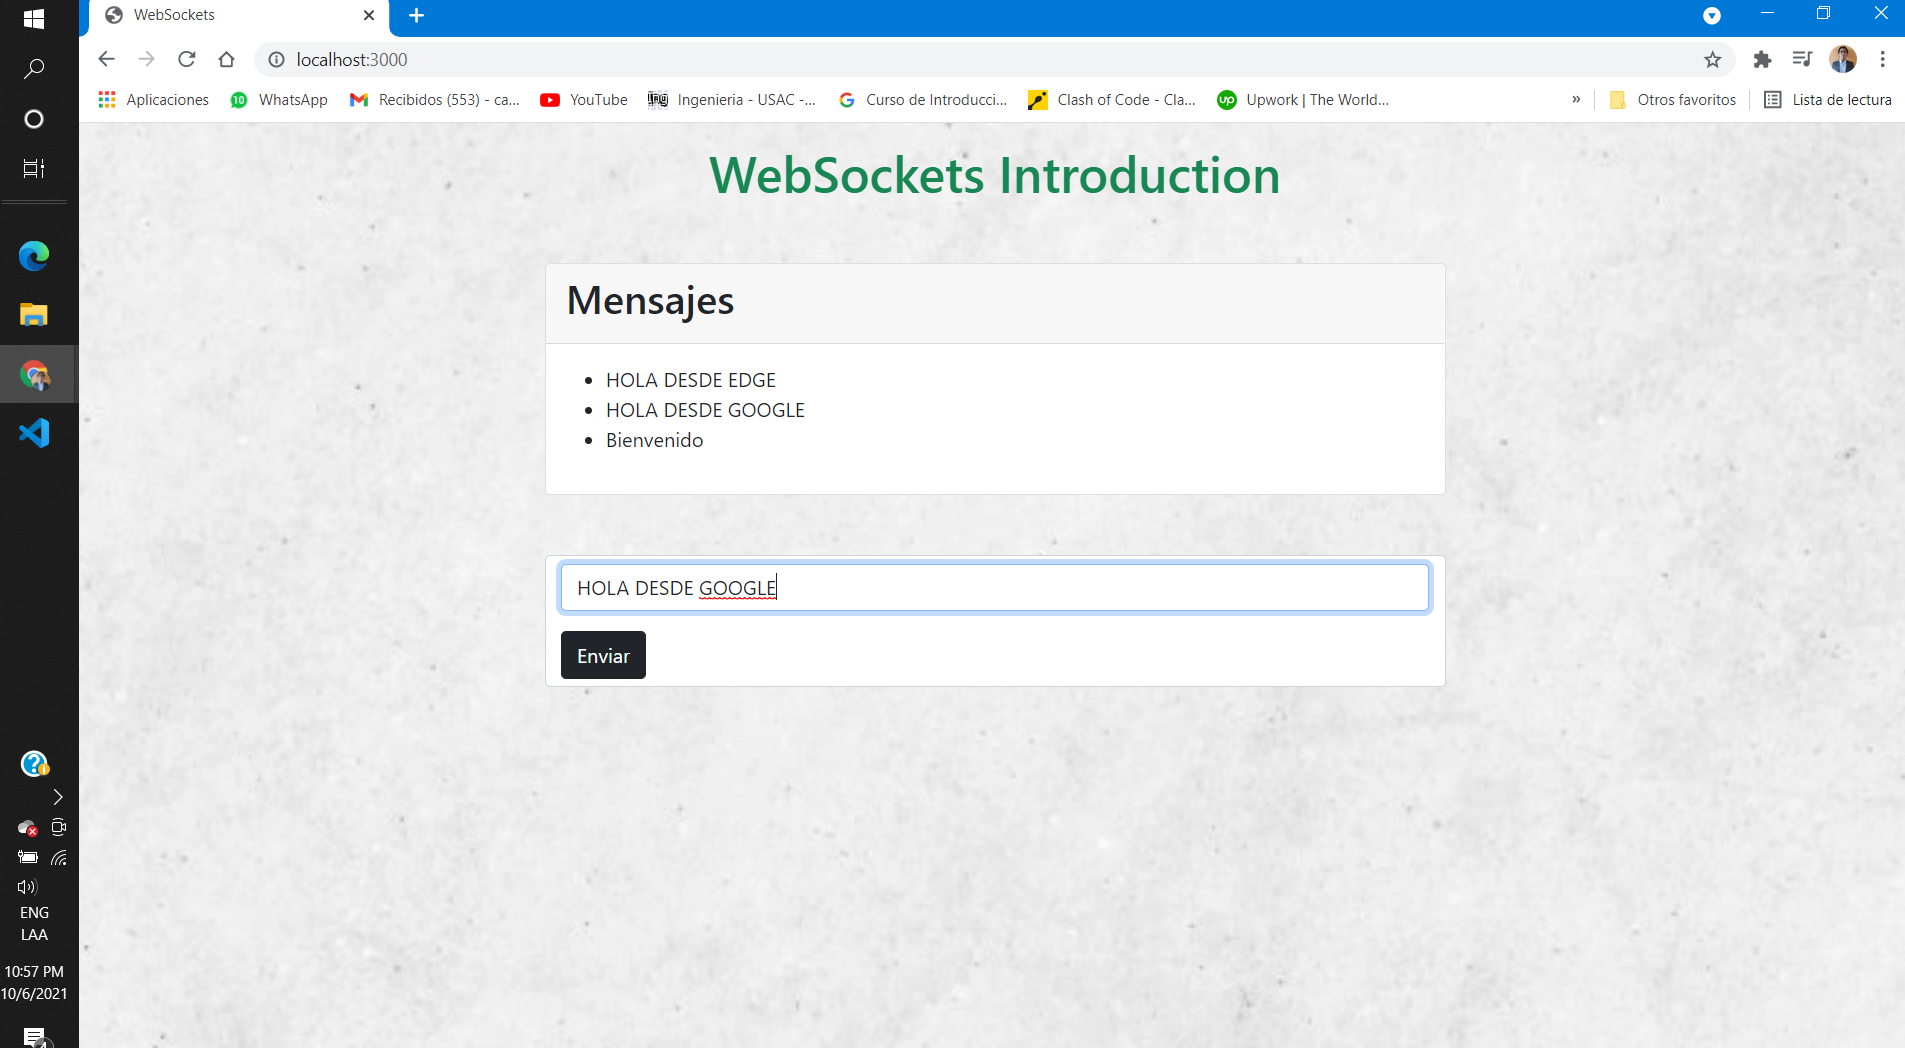 WebSockets
localhost:3000
Aplicaciones
10 WhatsApp
Recibidos (553) - ca...
YouTube
Ingenieria - USAC -...
Curso de Introducci...
Clash of Code - Cla...
up Upwork | The World...
»
Otros favoritos
Lista de lectura
WebSockets Introduction
Mensajes
• HOLA DESDE EDGE
• HOLA DESDE GOOGLE
• Bienvenido
HOLA DESDE GOOGLE
Enviar
ENG
LAA
10:57 PM
10/6/2021